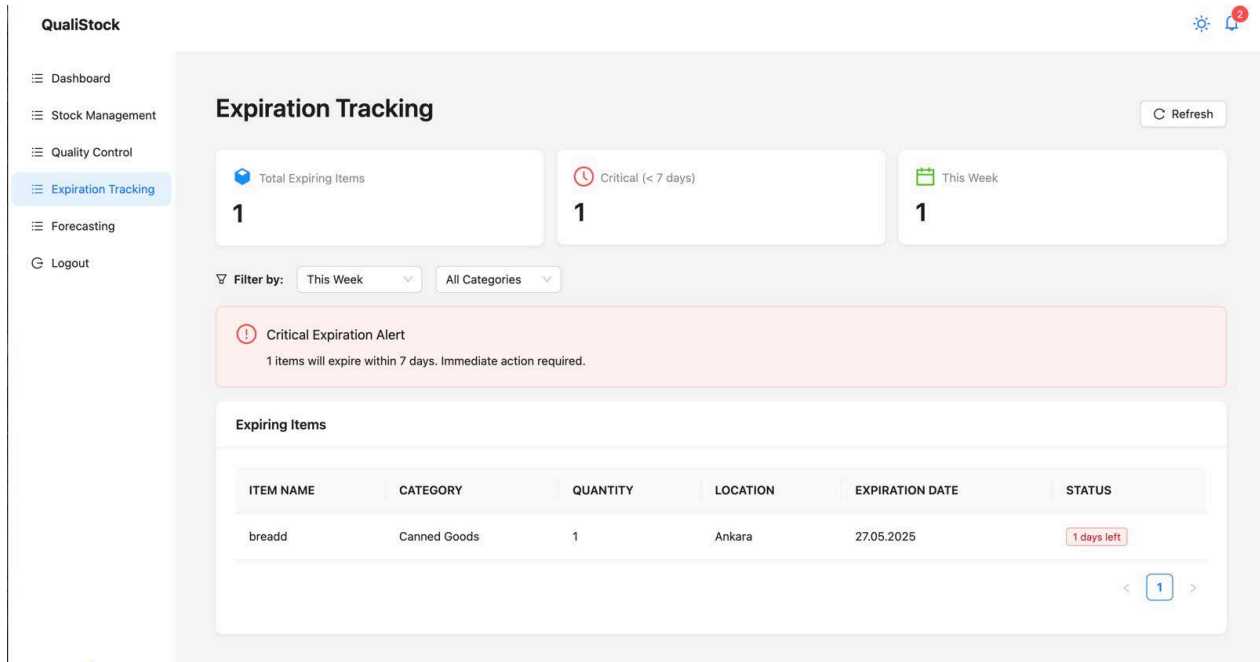 QualiStock
2
Dashboard
Stock Management
Quality Control
Expiration Tracking
Forecasting
Logout
Expiration Tracking
Refresh
Total Expiring Items
1
Critical (< 7 days)
1
This Week
1
Filter by:
This Week
All Categories
Critical Expiration Alert
1 items will expire within 7 days. Immediate action required.
Expiring Items
ITEM NAME CATEGORY QUANTITY LOCATION EXPIRATION DATE STATUS
breadd Canned Goods 1 Ankara 27.05.2025 1 days left
< 1 >